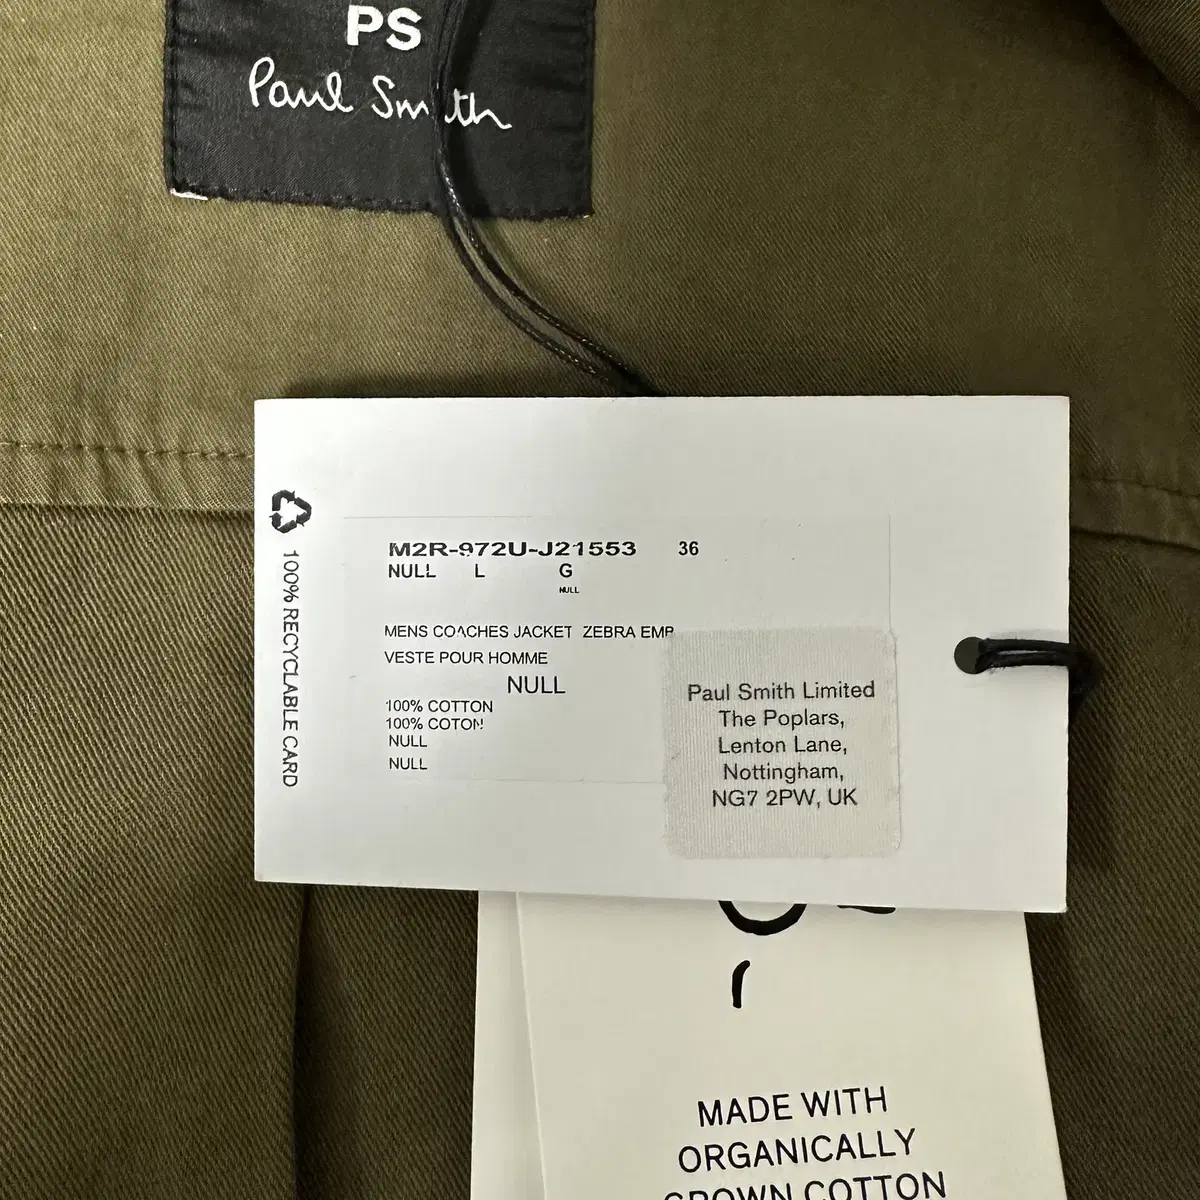 PS
Paul Smith
100% RECYCLABLE CARD
M2R-972U-J21553 36
NULL L G
NULL
MENS COACHES JACKET ZEBRA EMB
VESTE POUR HOMME
NULL
100% COTTON
100% COTON
NULL
NULL
Paul Smith Limited
The Poplars,
Lenton Lane,
Nottingham,
NG7 2PW, UK
MADE WITH
ORGANICALLY
GROWN COTTON